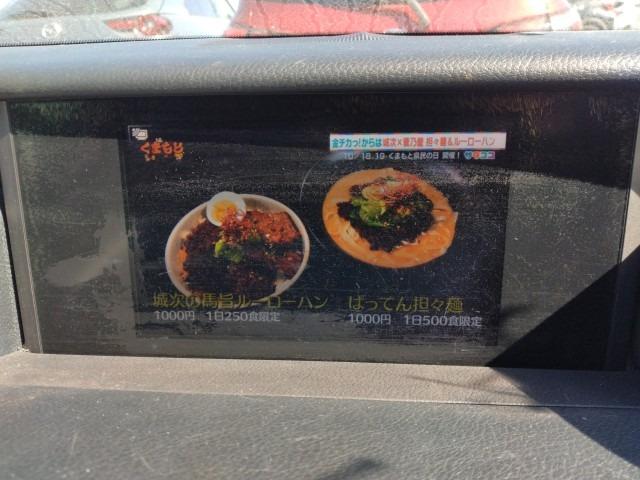 くまもと
金チカっ!からは城次×龍乃髭 担々麺&ルーローハン
10/18.19 くまもと県民の日 開催!
城次の馬旨ルーローハン
1000円 1日250食限定
ばってん担々麺
1000円 1日500食限定